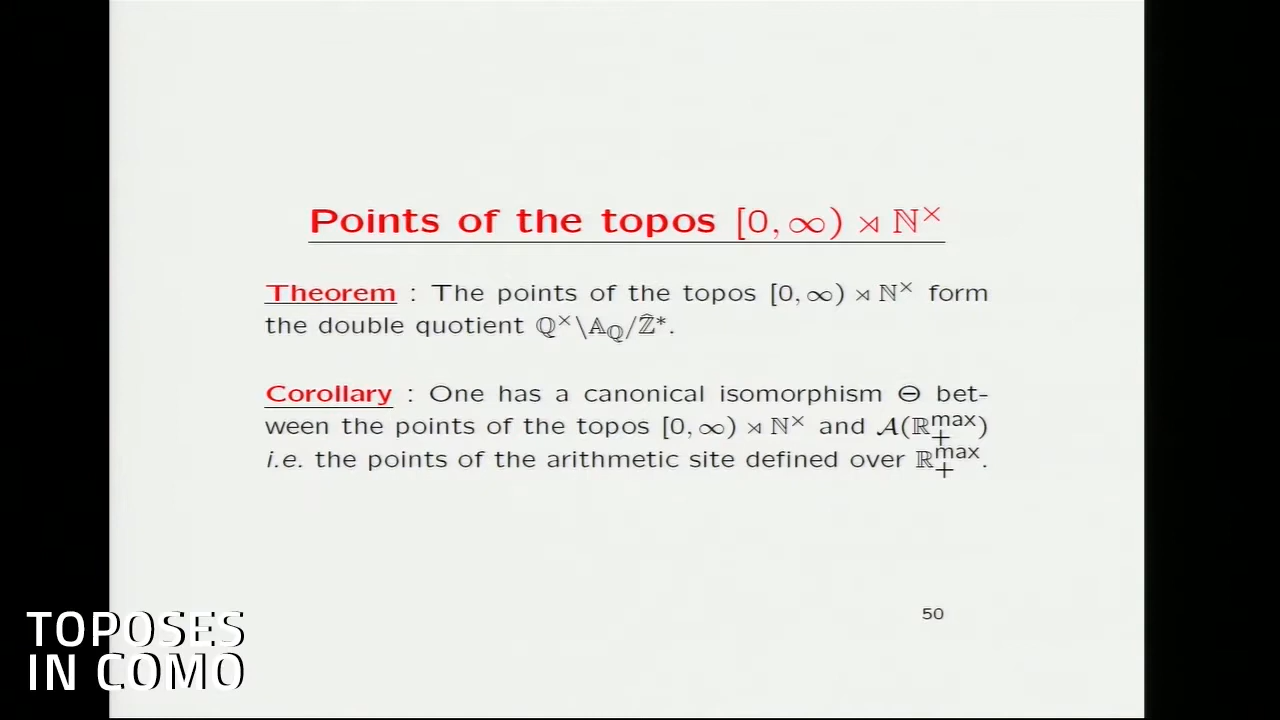 Points of the topos [0, ∞) ⋊ ℕ×
Theorem : The points of the topos [0, ∞) ⋊ ℕ× form
the double quotient ℚ×\𝔸_ℚ/Ẑ*.
Corollary : One has a canonical isomorphism Θ bet-
ween the points of the topos [0, ∞) ⋊ ℕ× and 𝒜(ℝ₊ᵐᵃˣ)
i.e. the points of the arithmetic site defined over ℝ₊ᵐᵃˣ.
50
TOPOSES
IN COMO